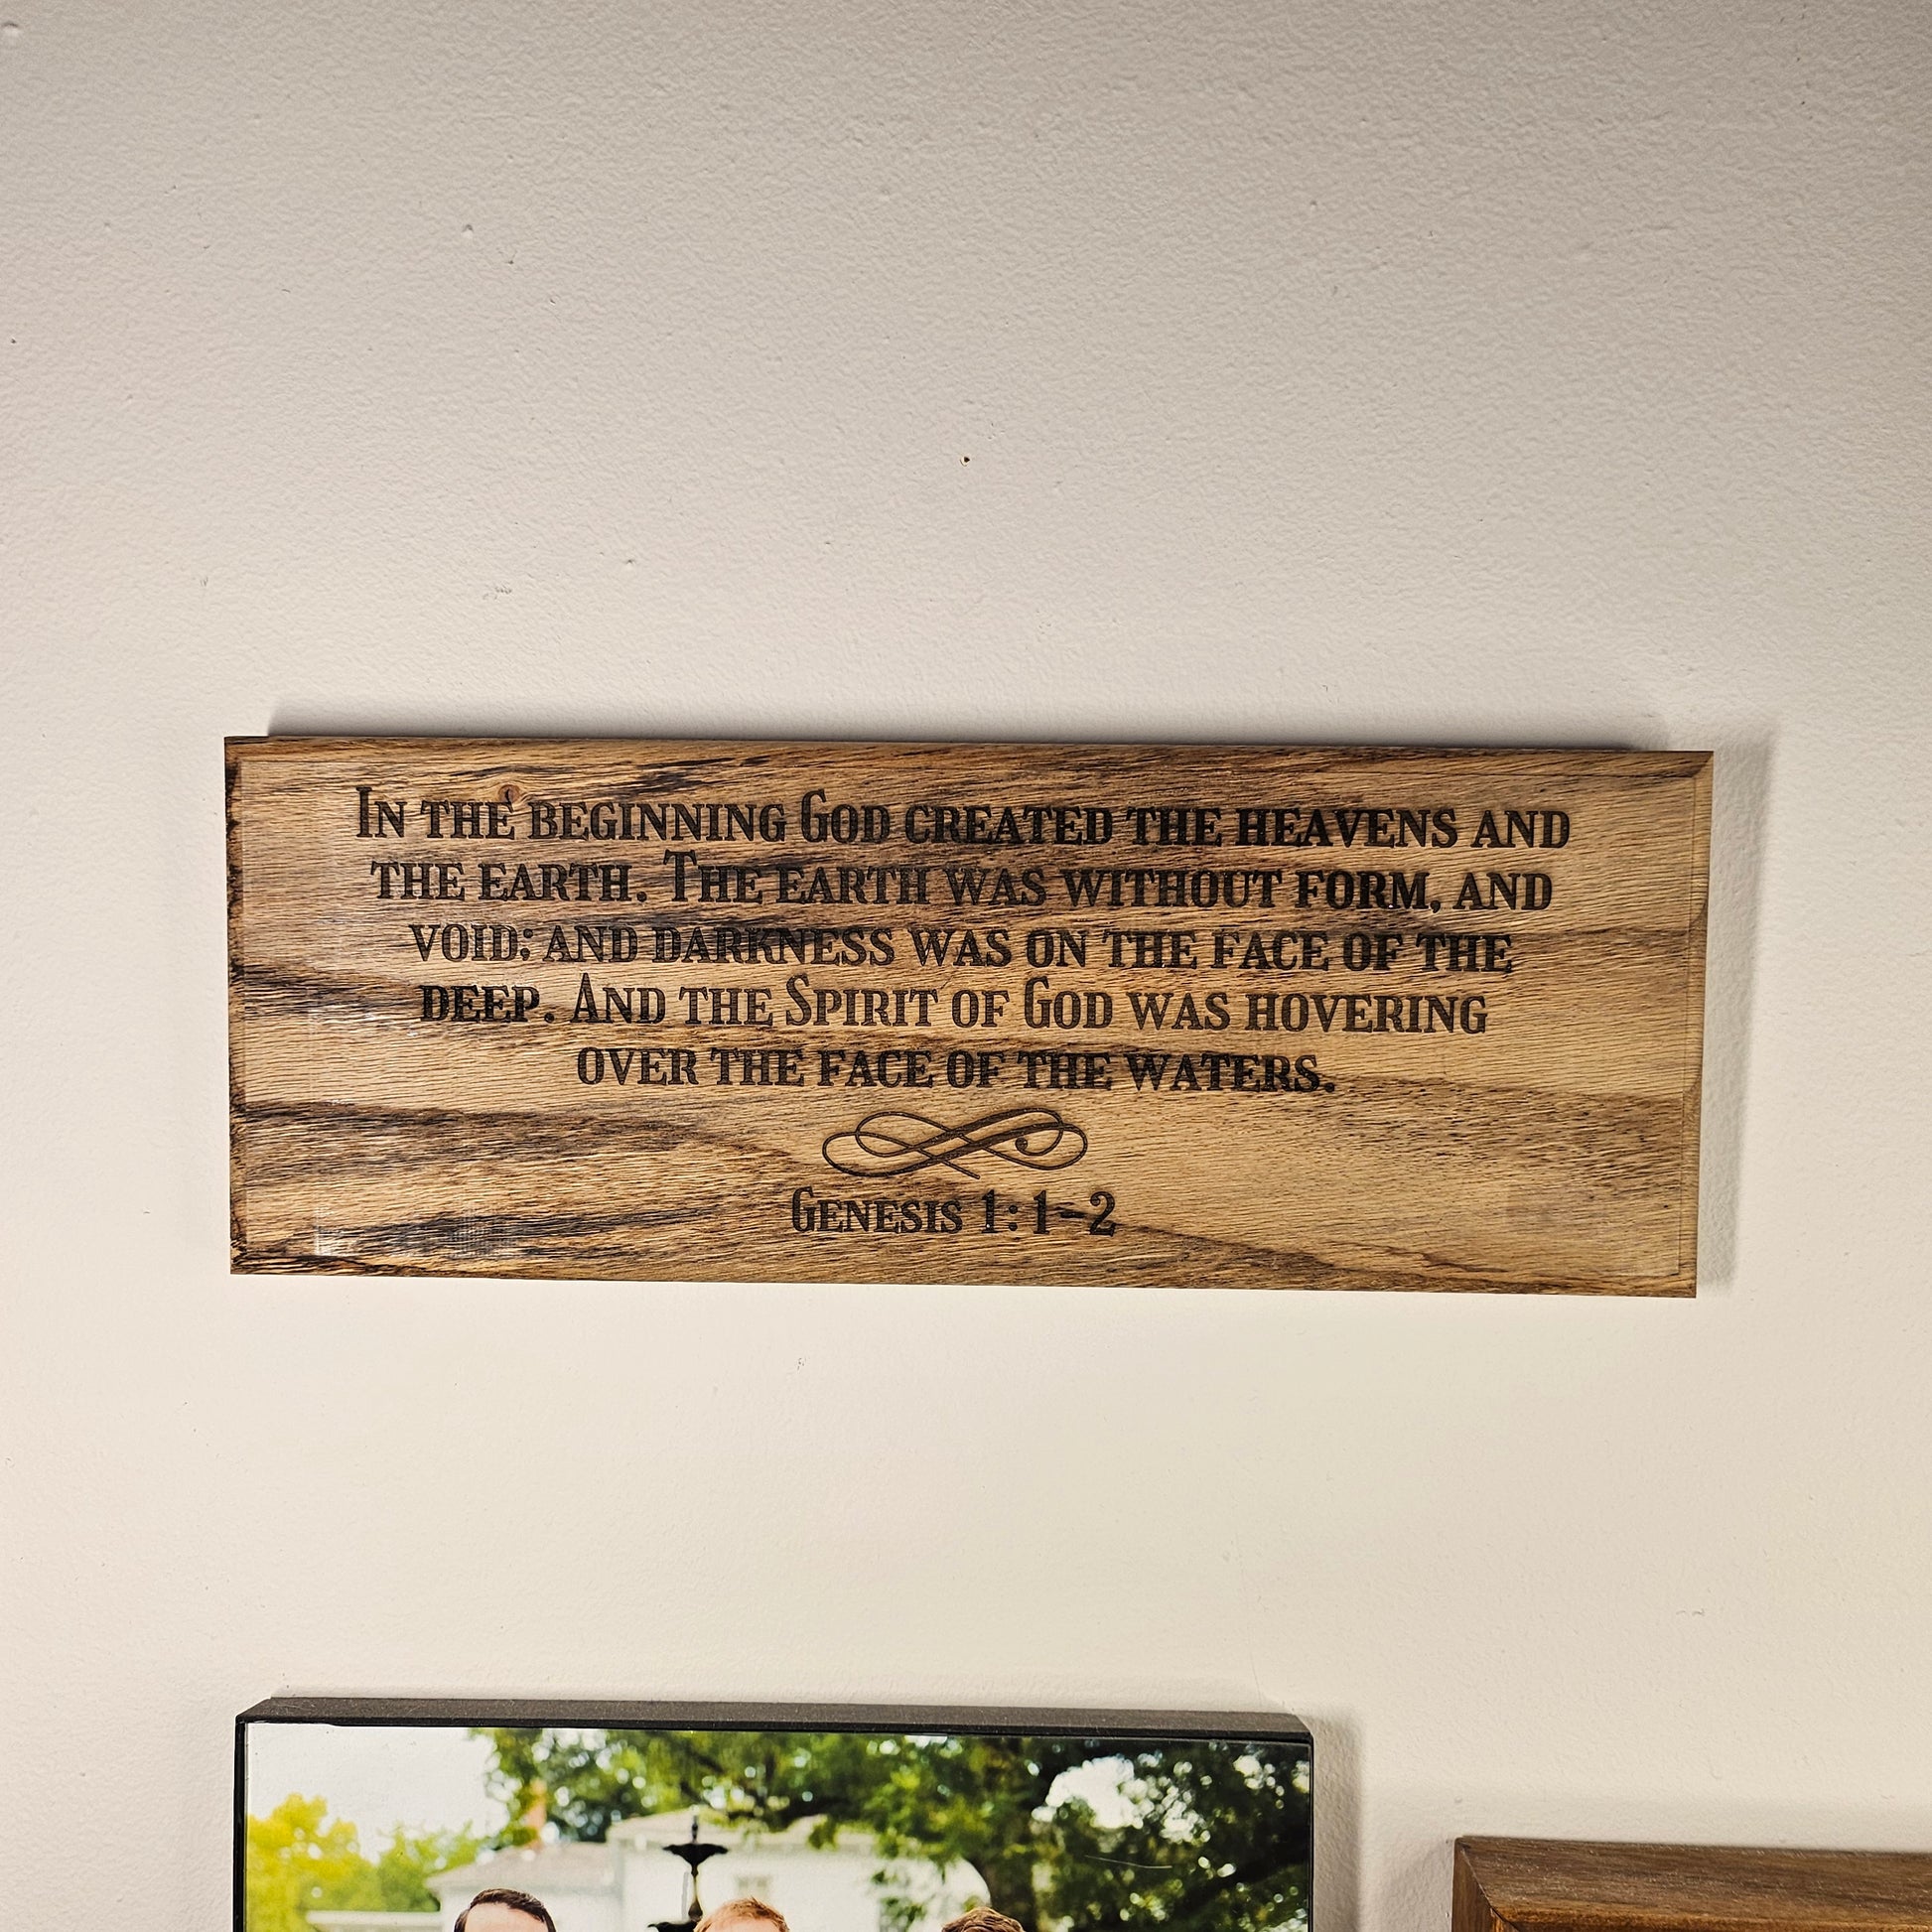 In the beginning God created the heavens and
the earth. The earth was without form, and
void; and darkness was on the face of the
deep. And the Spirit of God was hovering
over the face of the waters.
Genesis 1:1-2